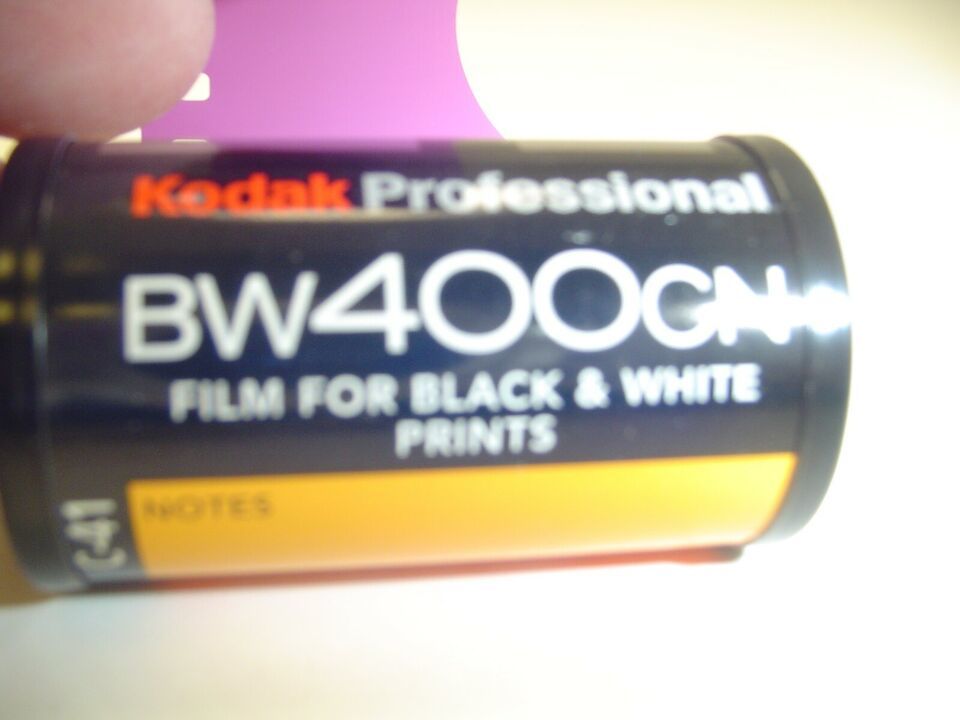 Kodak Professional
BW400CN
FILM FOR BLACK & WHITE
PRINTS
NOTES
C-41